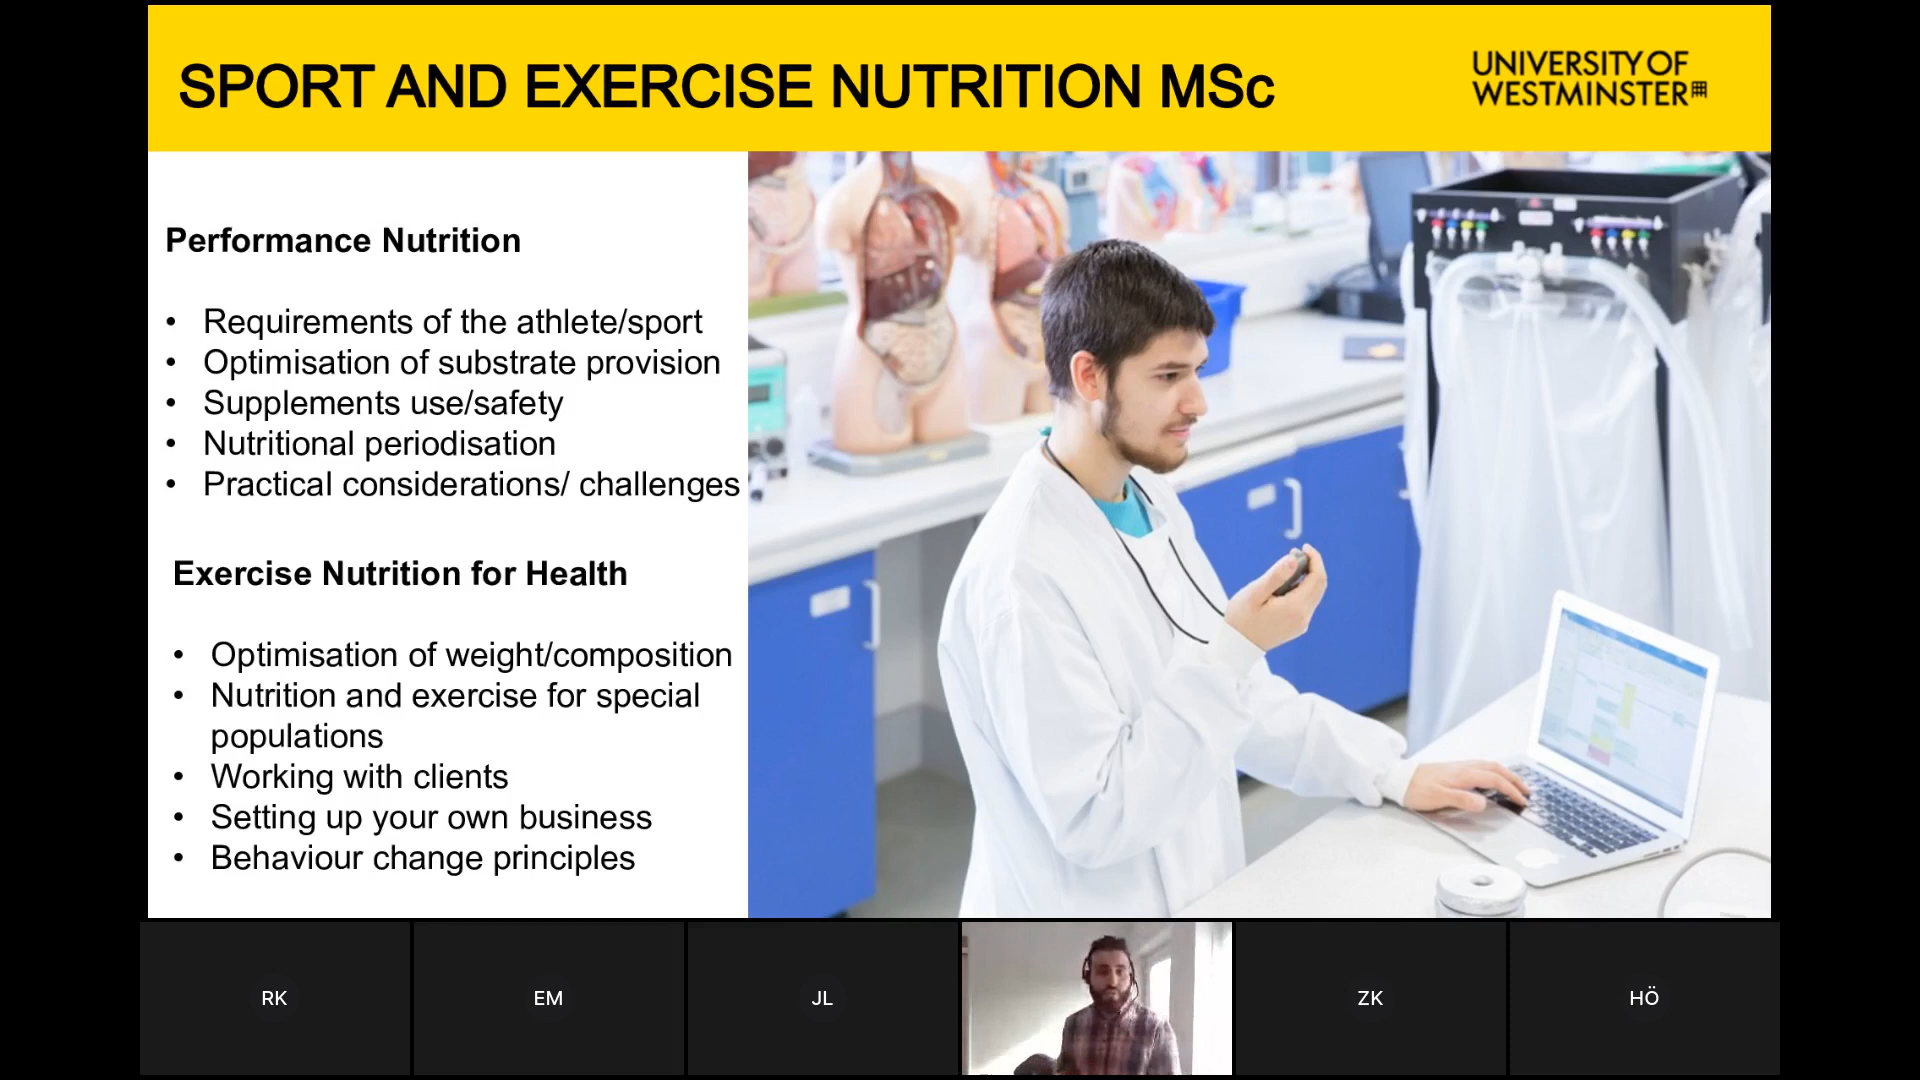 SPORT AND EXERCISE NUTRITION MSc
UNIVERSITY OF
WESTMINSTER
Performance Nutrition
• Requirements of the athlete/sport
• Optimisation of substrate provision
• Supplements use/safety
• Nutritional periodisation
• Practical considerations/ challenges
Exercise Nutrition for Health
• Optimisation of weight/composition
• Nutrition and exercise for special
populations
• Working with clients
• Setting up your own business
• Behaviour change principles
RK
EM
JL
ZK
HÖ